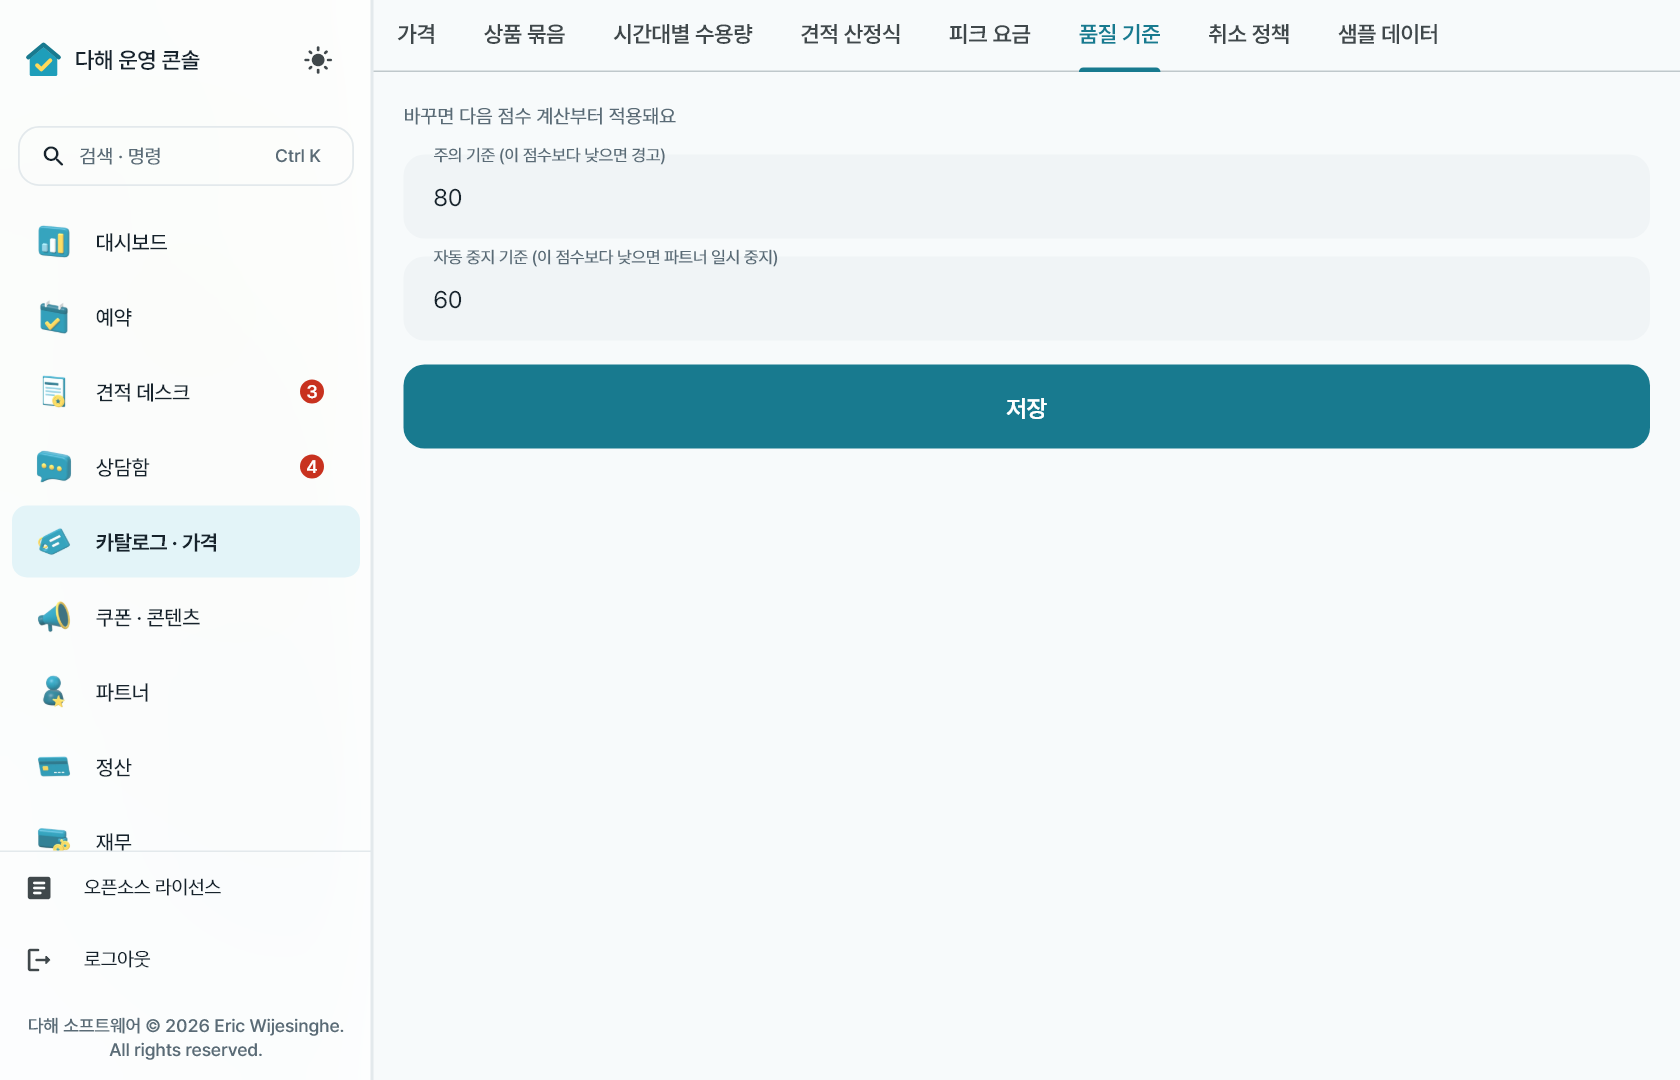 다해 운영 콘솔
검색 · 명령
Ctrl K
대시보드
예약
견적 데스크
3
상담함
4
카탈로그 · 가격
쿠폰 · 콘텐츠
파트너
정산
재무
오픈소스 라이선스
로그아웃
다해 소프트웨어 © 2026 Eric Wijesinghe.
All rights reserved.
가격
상품 묶음
시간대별 수용량
견적 산정식
피크 요금
품질 기준
취소 정책
샘플 데이터
바꾸면 다음 점수 계산부터 적용돼요
주의 기준 (이 점수보다 낮으면 경고)
80
자동 중지 기준 (이 점수보다 낮으면 파트너 일시 중지)
60
저장